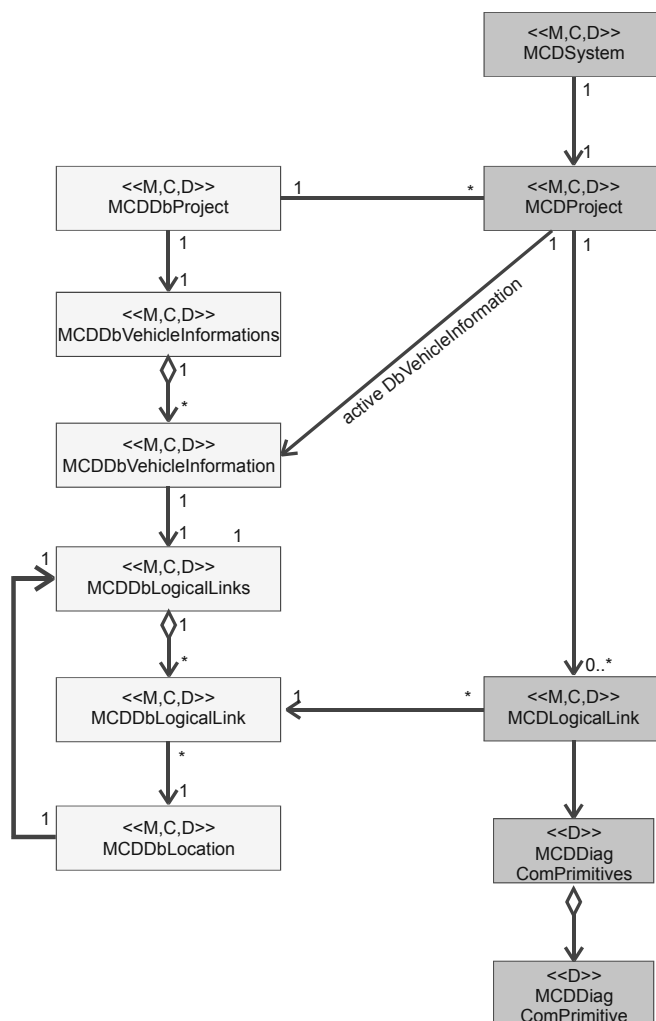 <<M,C,D>>
MCDSystem
1
1
<<M,C,D>>
MCDDbProject
1
*
<<M,C,D>>
MCDProject
1
1
1
1
<<M,C,D>>
MCDDbVehicleInformations
1
*
active DbVehicleInformation
<<M,C,D>>
MCDDbVehicleInformation
1
1
1
1
<<M,C,D>>
MCDDbLogicalLinks
1
*
0..*
<<M,C,D>>
MCDDbLogicalLink
1
*
<<M,C,D>>
MCDLogicalLink
*
1
1
<<M,C,D>>
MCDDbLocation
<<D>>
MCDDiag
ComPrimitives
<<D>>
MCDDiag
ComPrimitive